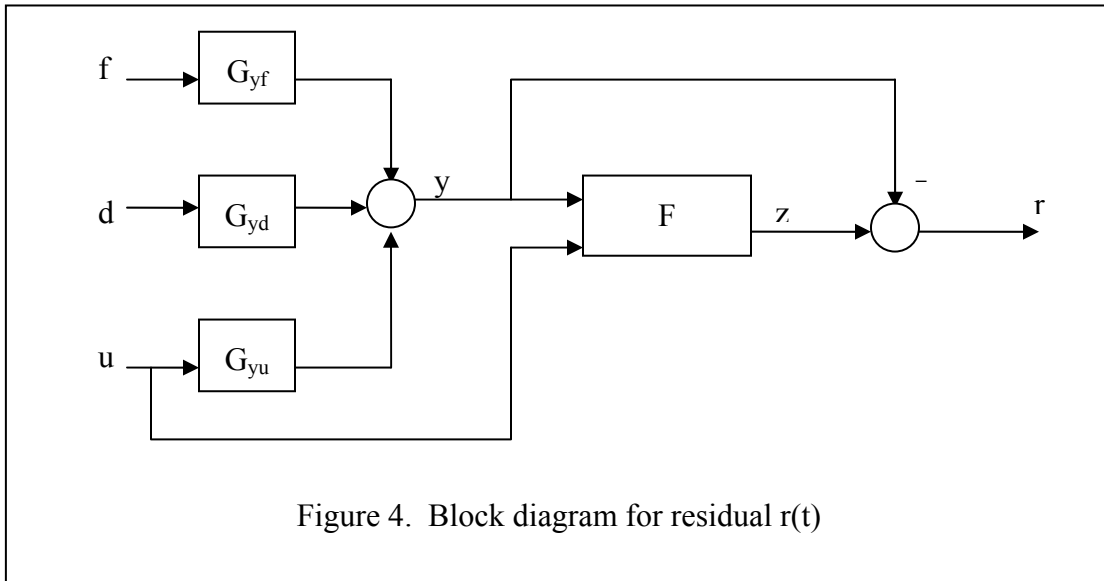 f
G_yf
y
–
d
G_yd
F
z
r
u
G_yu
Figure 4. Block diagram for residual r(t)